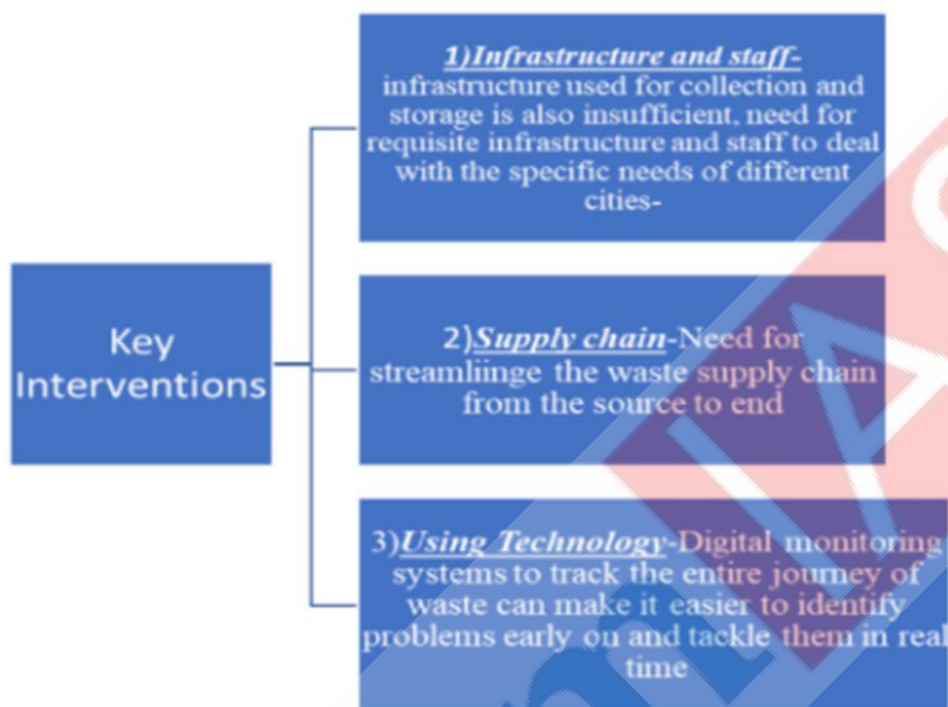 Key
Interventions
1)Infrastructure and staff-
infrastructure used for collection and
storage is also insufficient, need for
requisite infrastructure and staff to deal
with the specific needs of different
cities-
2)Supply chain-Need for
streamliinge the waste supply chain
from the source to end
3)Using Technology-Digital monitoring
systems to track the entire journey of
waste can make it easier to identify
problems early on and tackle them in real
time